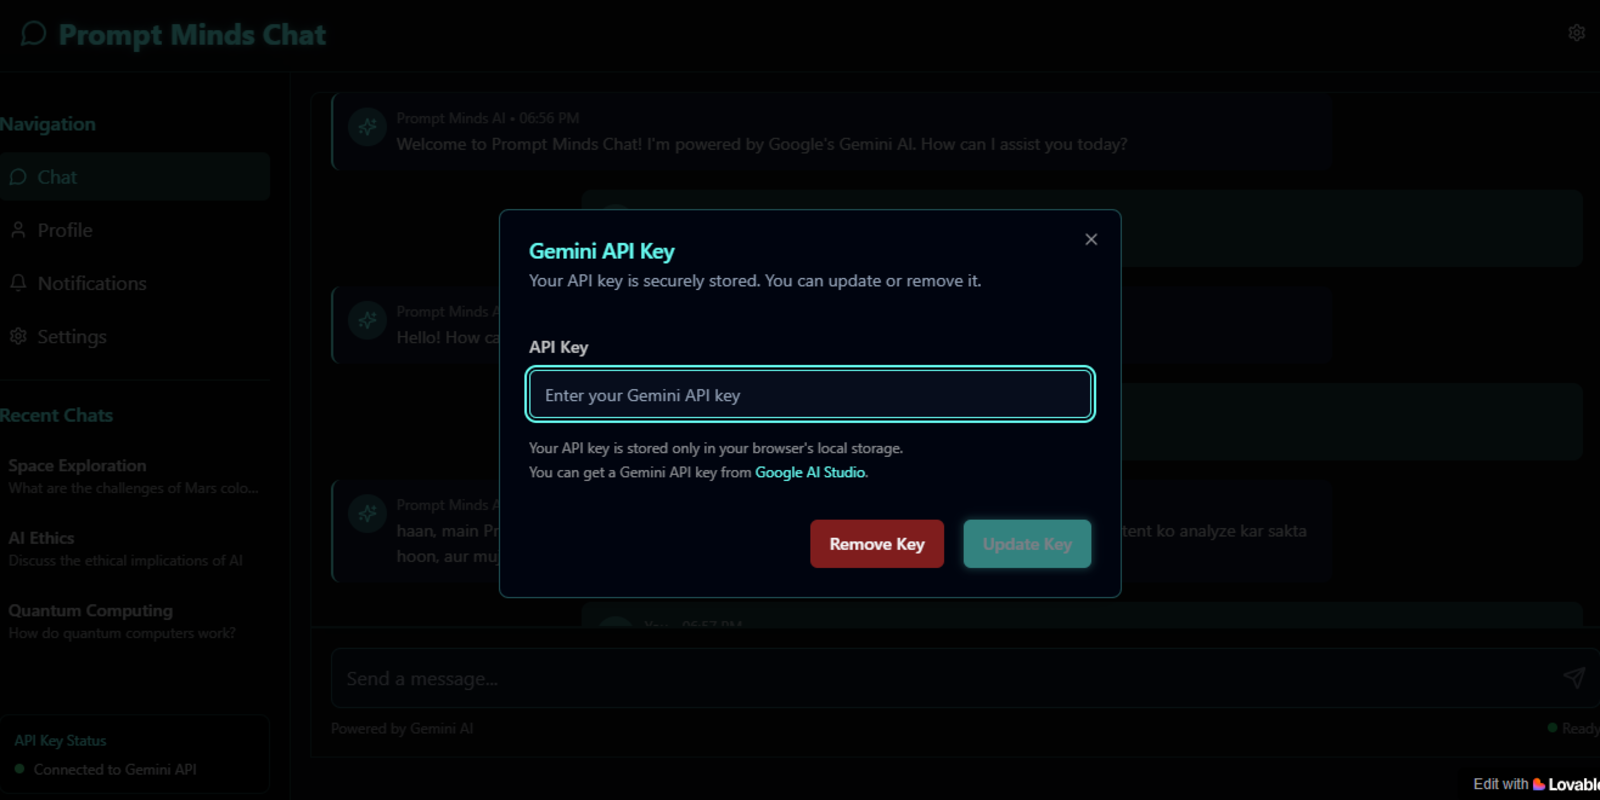 Prompt Minds Chat
Navigation
Chat
Profile
Notifications
Settings
Recent Chats
Space Exploration
What are the challenges of Mars colo...
AI Ethics
Discuss the ethical implications of AI
Quantum Computing
How do quantum computers work?
API Key Status
Connected to Gemini API
Prompt Minds AI • 06:56 PM
Welcome to Prompt Minds Chat! I'm powered by Google's Gemini AI. How can I assist you today?
Prompt Minds A
Hello! How ca
Prompt Minds A
haan, main Pr
tent ko analyze kar sakta
hoon, aur muj
You • 06:57 PM
Gemini API Key
Your API key is securely stored. You can update or remove it.
API Key
Enter your Gemini API key
Your API key is stored only in your browser's local storage.
You can get a Gemini API key from Google AI Studio.
Remove Key
Update Key
Send a message...
Powered by Gemini AI
Ready
Edit with Lovable